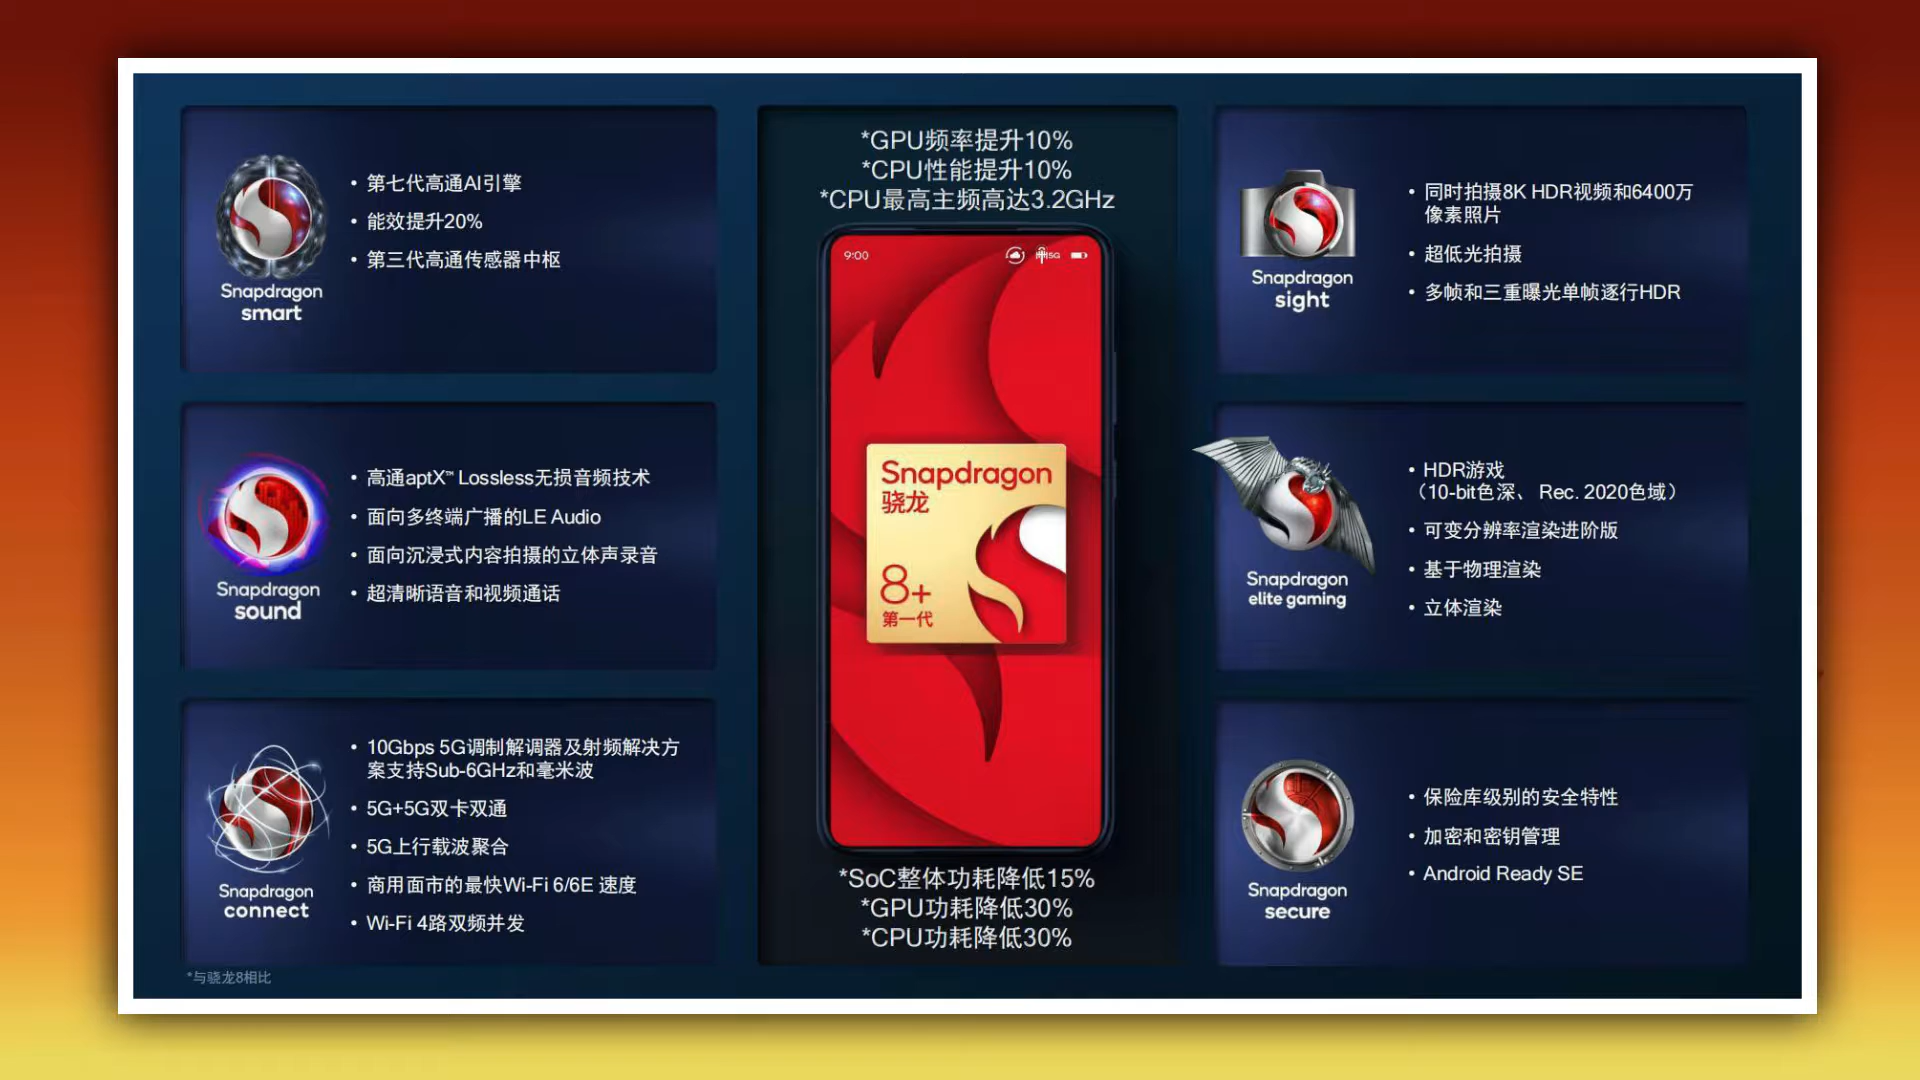 第七代高通AI引擎
能效提升20%
第三代高通传感器中枢
Snapdragon
smart
高通aptX™ Lossless无损音频技术
面向多终端广播的LE Audio
面向沉浸式内容拍摄的立体声录音
超清晰语音和视频通话
Snapdragon
sound
10Gbps 5G调制解调器及射频解决方
案支持Sub-6GHz和毫米波
5G+5G双卡双通
5G上行载波聚合
商用面市的最快Wi-Fi 6/6E 速度
Wi-Fi 4路双频并发
Snapdragon
connect
*与骁龙8相比
*GPU频率提升10%
*CPU性能提升10%
*CPU最高主频高达3.2GHz
9:00
5G
Snapdragon
骁龙
8+
第一代
*SoC整体功耗降低15%
*GPU功耗降低30%
*CPU功耗降低30%
同时拍摄8K HDR视频和6400万
像素照片
超低光拍摄
多帧和三重曝光单帧逐行HDR
Snapdragon
sight
HDR游戏
（10-bit色深、Rec. 2020色域）
可变分辨率渲染进阶版
基于物理渲染
立体渲染
Snapdragon
elite gaming
保险库级别的安全特性
加密和密钥管理
Android Ready SE
Snapdragon
secure